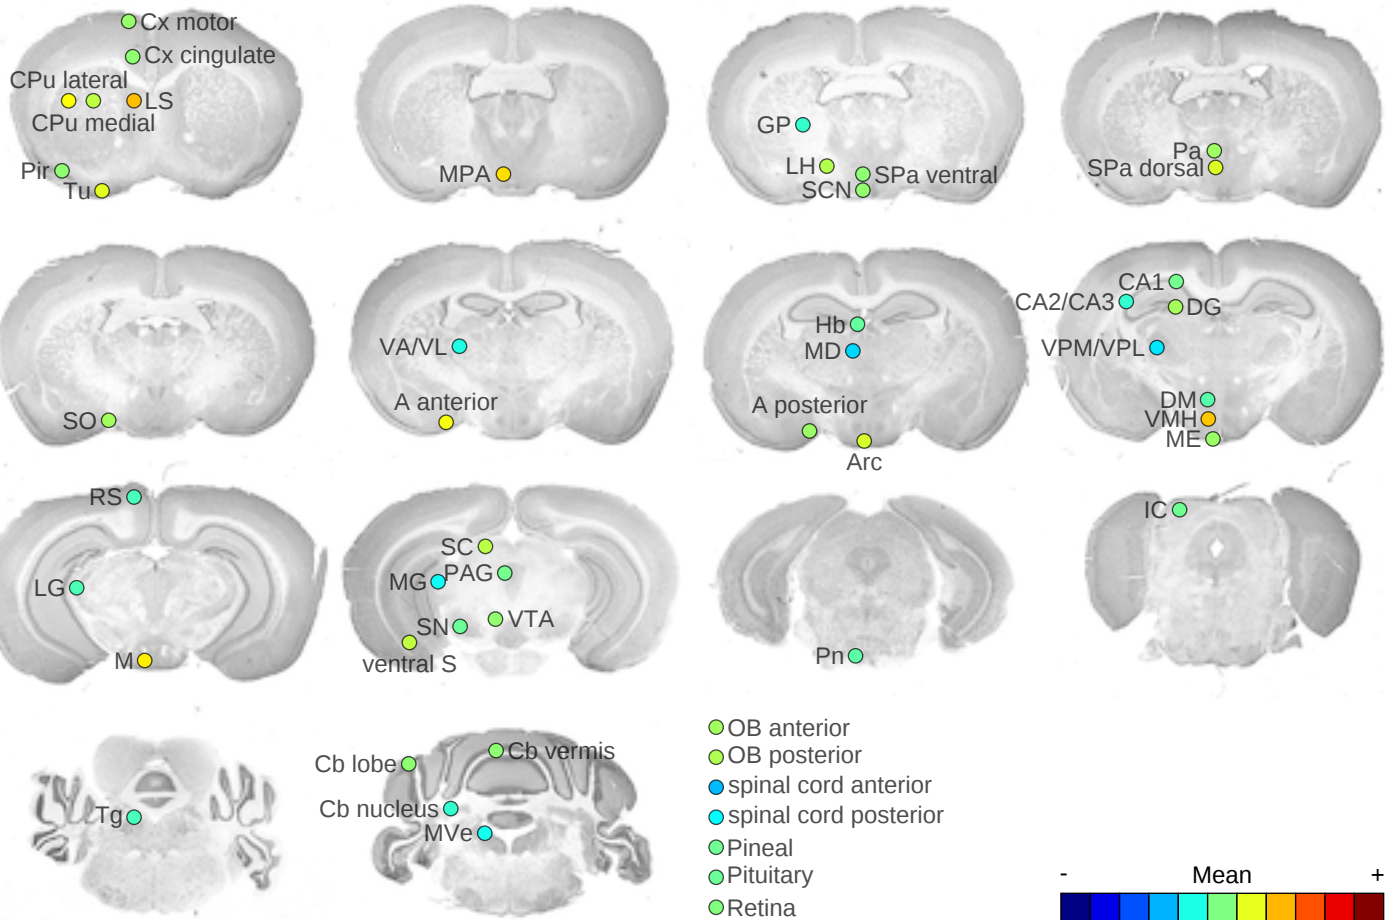 Cx motor
Cx cingulate
CPu lateral
LS
CPu medial
Pir
Tu
MPA
GP
LH
SPa ventral
SCN
Pa
SPa dorsal
SO
VA/VL
A anterior
Hb
MD
A posterior
Arc
CA1
CA2/CA3
DG
VPM/VPL
DM
VMH
ME
RS
LG
M
SC
MG
PAG
SN
VTA
ventral S
Pn
IC
Tg
Cb lobe
Cb vermis
Cb nucleus
MVe
OB anterior
OB posterior
spinal cord anterior
spinal cord posterior
Pineal
Pituitary
Retina
- Mean +